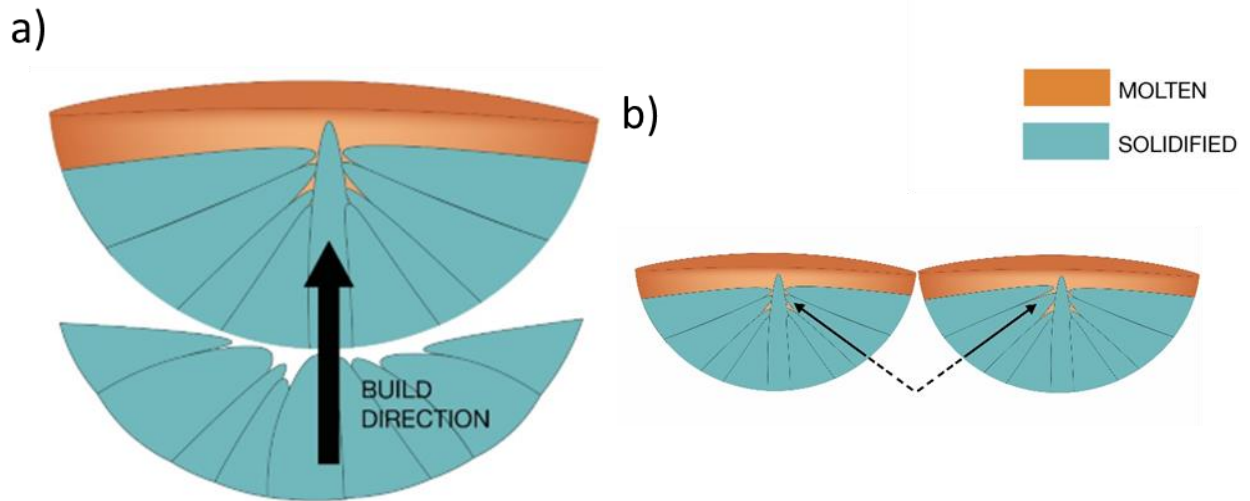 a)
BUILD
DIRECTION
b)
MOLTEN
SOLIDIFIED